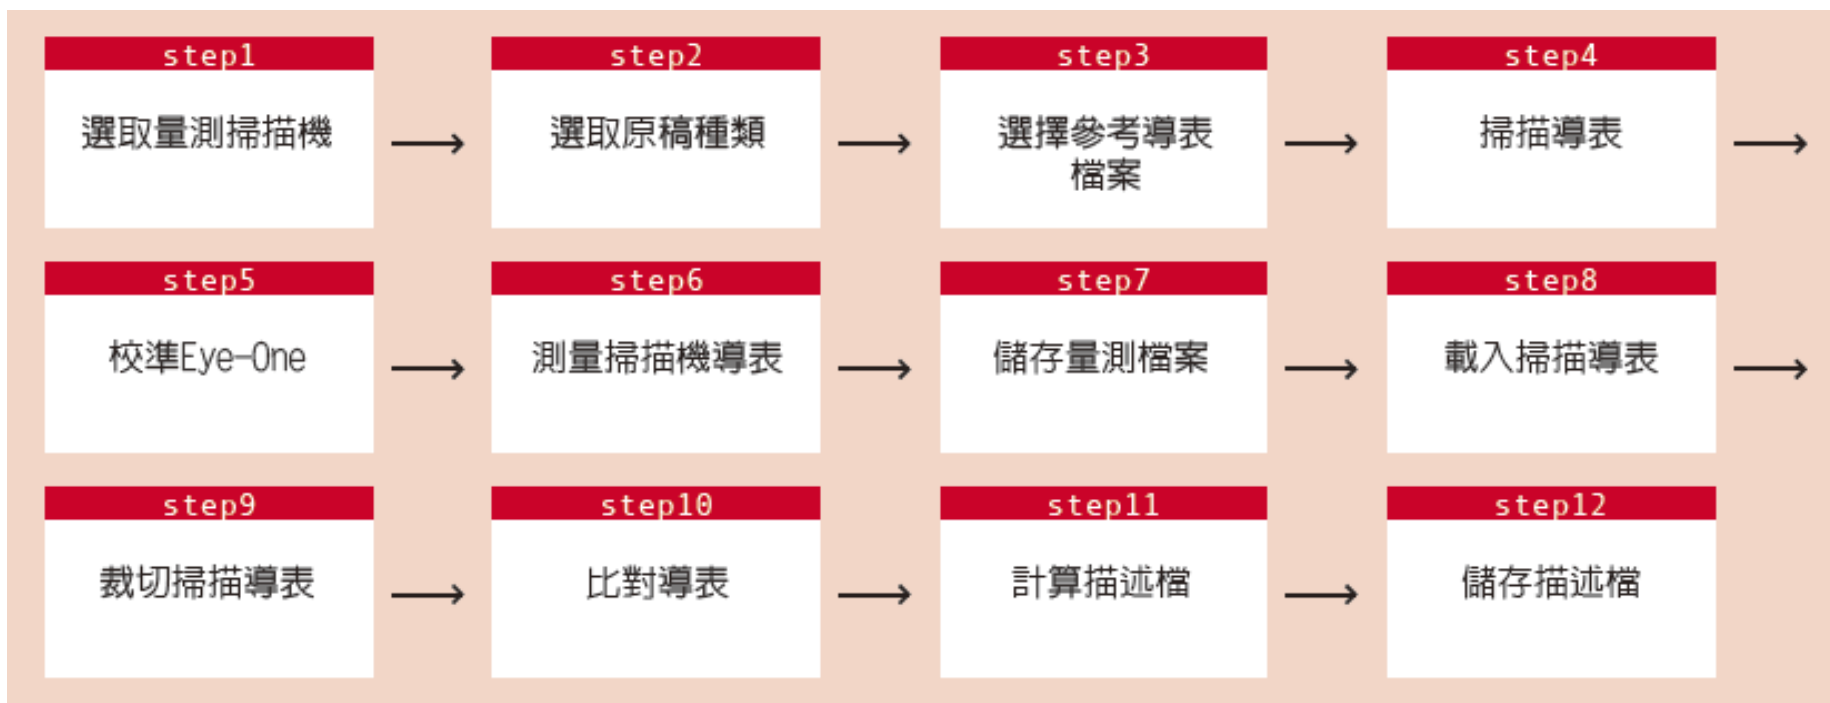 step1
選取量測掃描機
step2
選取原稿種類
step3
選擇參考導表
檔案
step4
掃描導表
step5
校準Eye-One
step6
測量掃描機導表
step7
儲存量測檔案
step8
載入掃描導表
step9
裁切掃描導表
step10
比對導表
step11
計算描述檔
step12
儲存描述檔